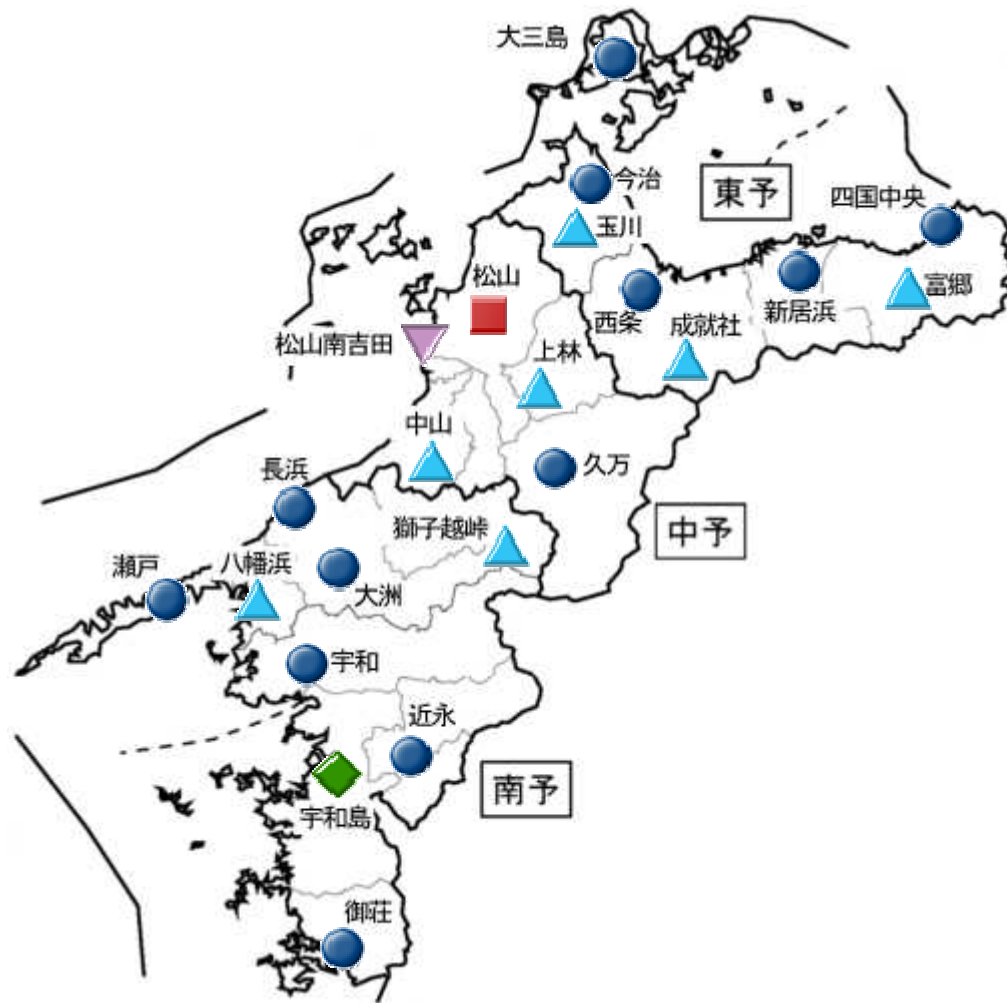 大三島
今治
玉川
東予
四国中央
富郷
松山
西条
成就社
新居浜
松山南吉田
上林
中山
久万
長浜
獅子越峠
中予
瀬戸
八幡浜
大洲
宇和
近永
南予
宇和島
御荘